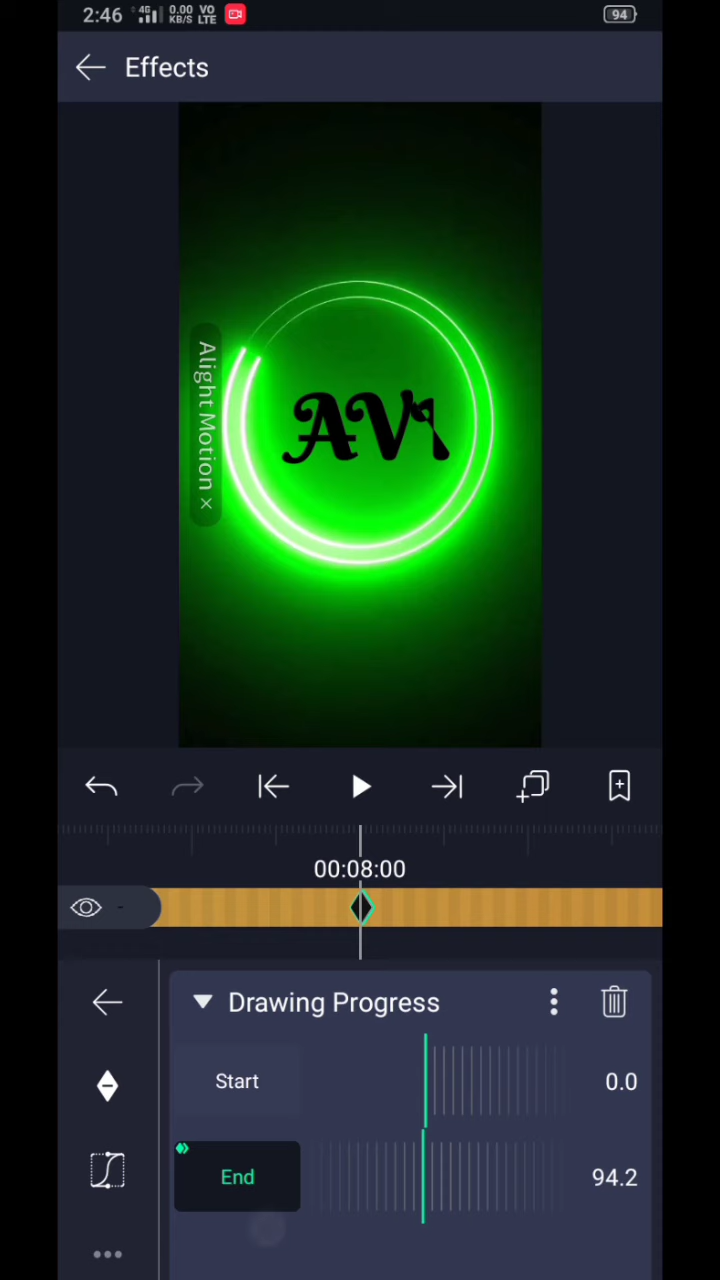 2:46 4G 0.00 KB/S VO LTE 94
Effects
Alight Motion ×
AV
00:08:00
Drawing Progress
Start 0.0
End 94.2